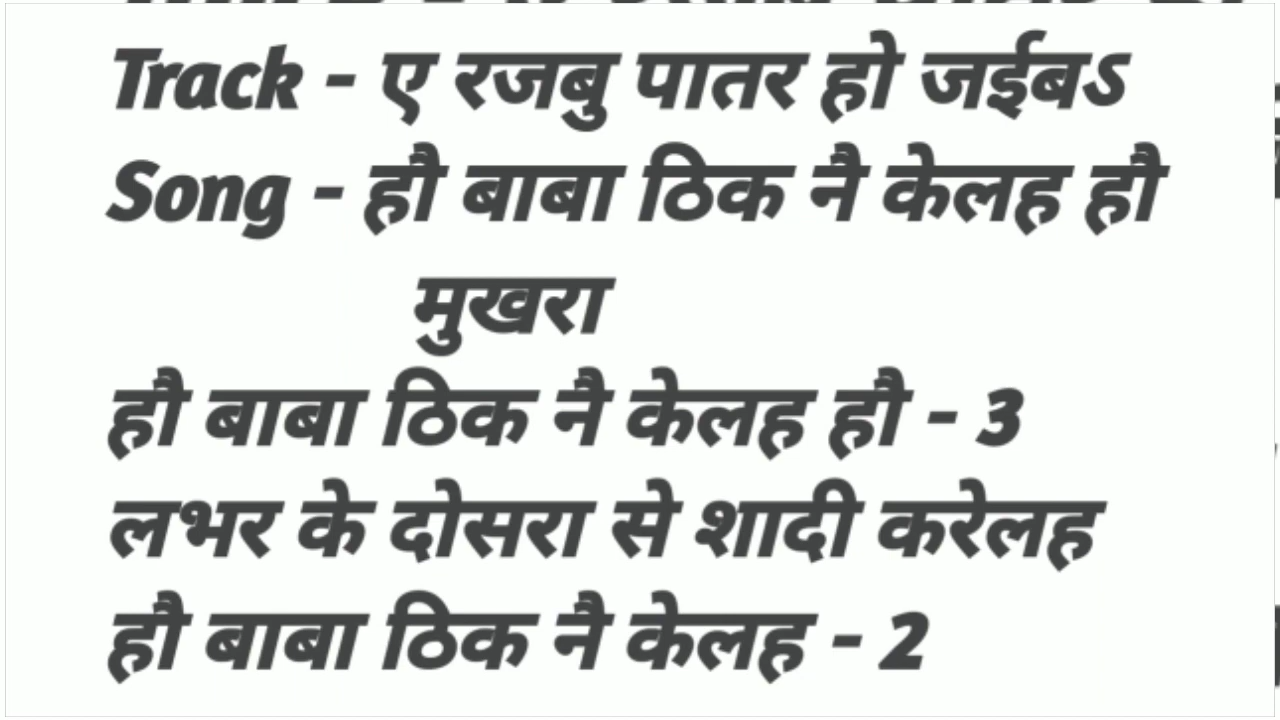 Track - ए रजबु पातर हो जईबऽ
Song - हौ बाबा ठिक नै केलह हौ
मुखरा
हौ बाबा ठिक नै केलह हौ - 3
लभर के दोसरा से शादी करेलह
हौ बाबा ठिक नै केलह - 2